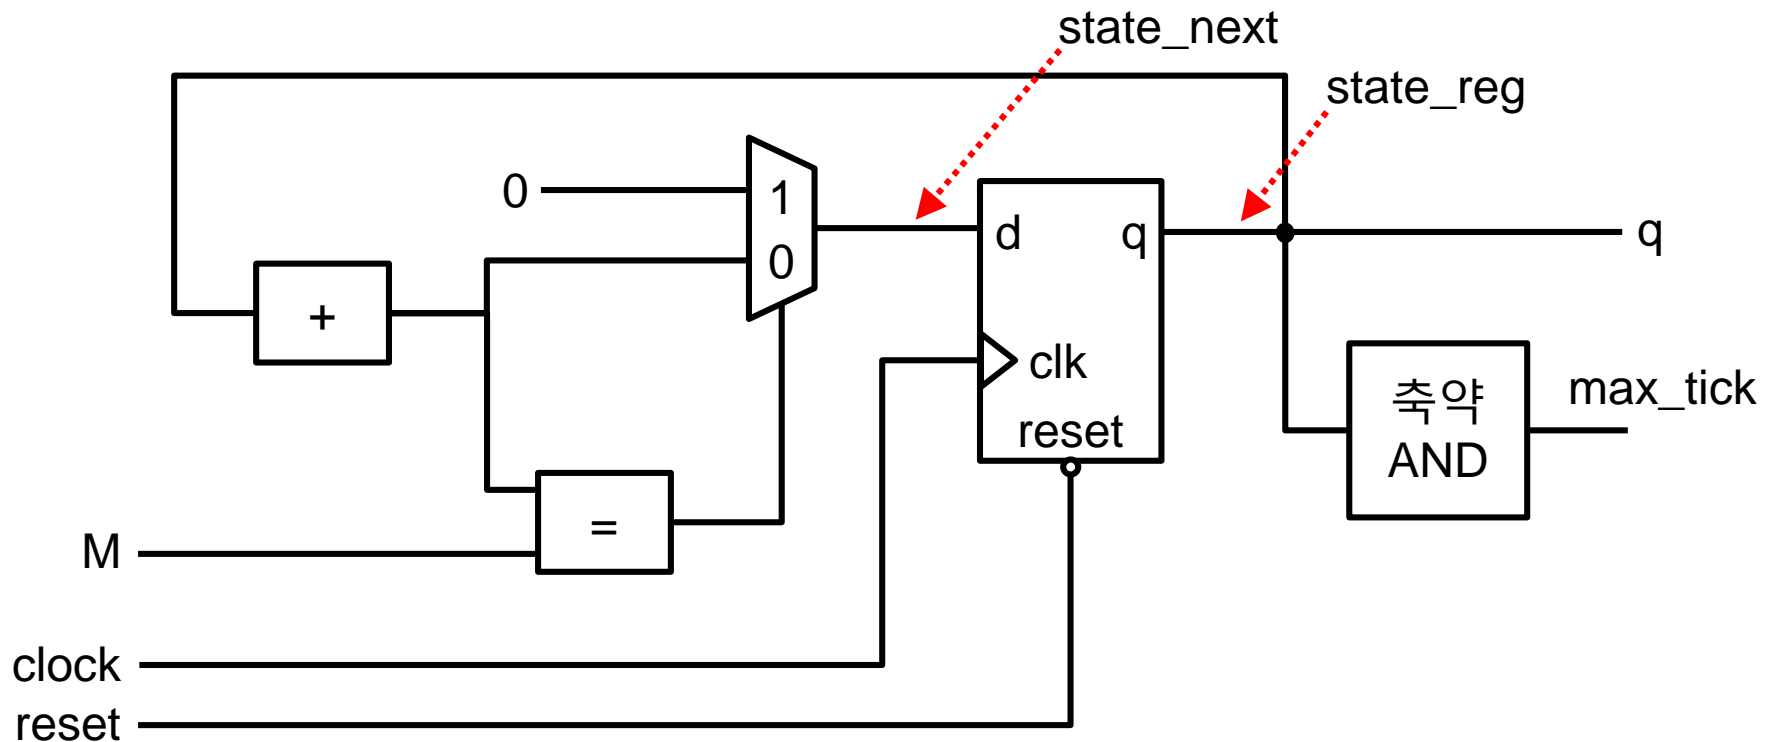 state_next
state_reg
0
1
0
d
q
q
+
clk
reset
축약
AND
max_tick
=
M
clock
reset